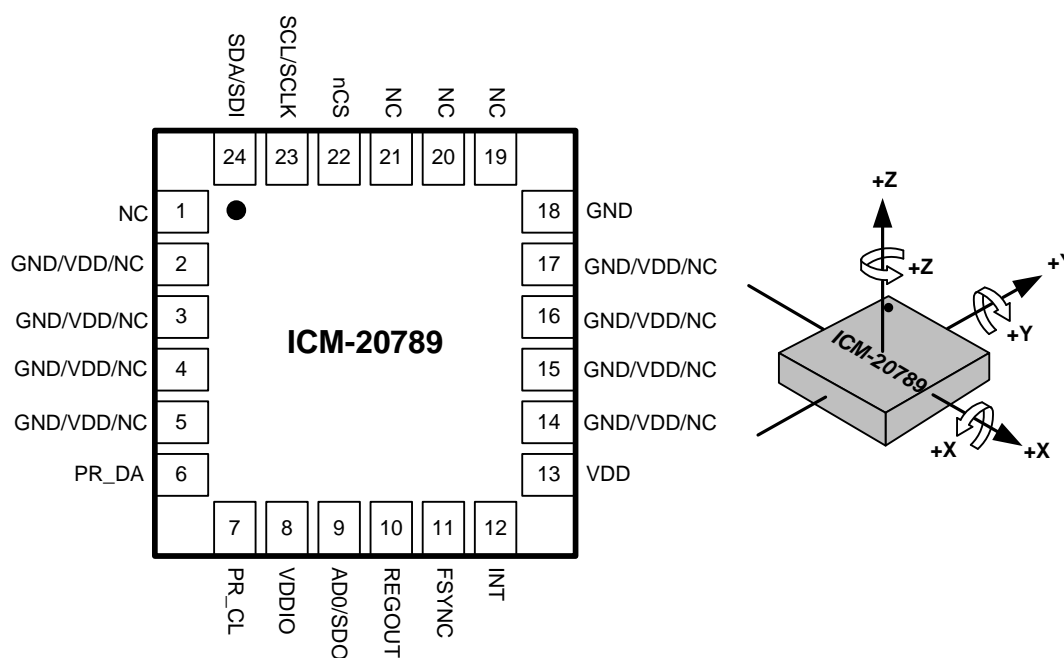 SDA/SDI
SCL/SCLK
nCS
NC
NC
NC
24
23
22
21
20
19
NC
1
18
GND
GND/VDD/NC
2
17
GND/VDD/NC
GND/VDD/NC
3
16
GND/VDD/NC
GND/VDD/NC
4
15
GND/VDD/NC
GND/VDD/NC
5
14
GND/VDD/NC
PR_DA
6
13
VDD
ICM-20789
7
8
9
10
11
12
PR_CL
VDDIO
AD0/SDO
REGOUT
FSYNC
INT
+Z
+Z
+Y
+Y
ICM-20789
+X
+X